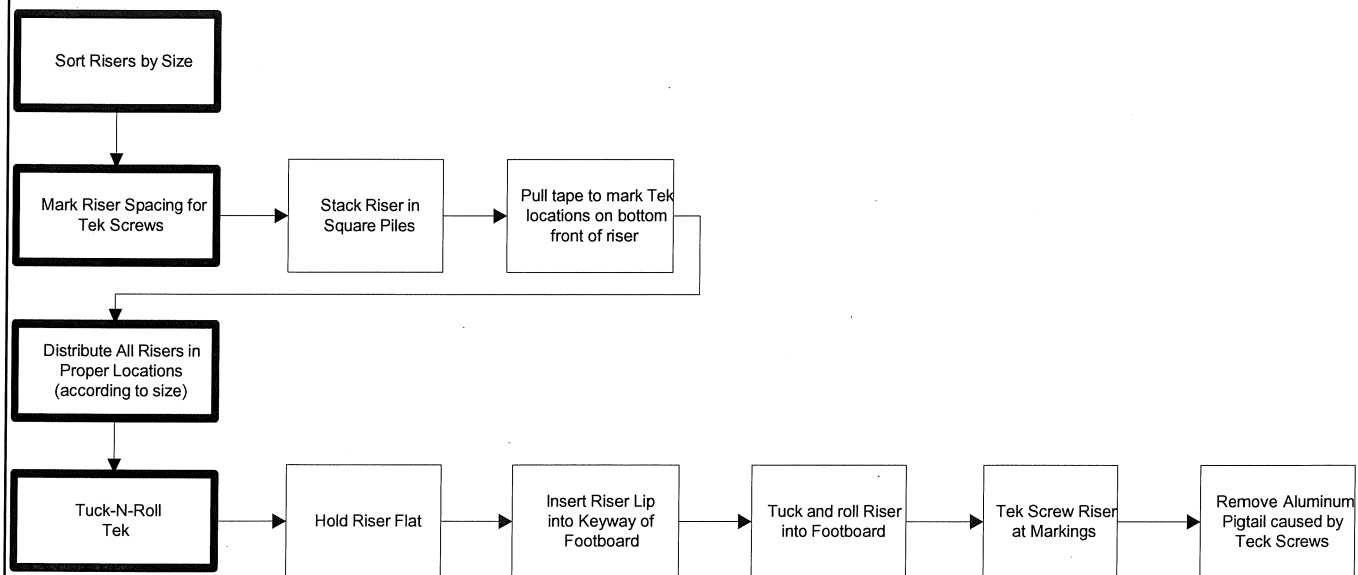 Sort Risers by Size
Mark Riser Spacing for
Tek Screws
Stack Riser in
Square Piles
Pull tape to mark Tek
locations on bottom
front of riser
Distribute All Risers in
Proper Locations
(according to size)
Tuck-N-Roll
Tek
Hold Riser Flat
Insert Riser Lip
into Keyway of
Footboard
Tuck and roll Riser
into Footboard
Tek Screw Riser
at Markings
Remove Aluminum
Pigtail caused by
Teck Screws